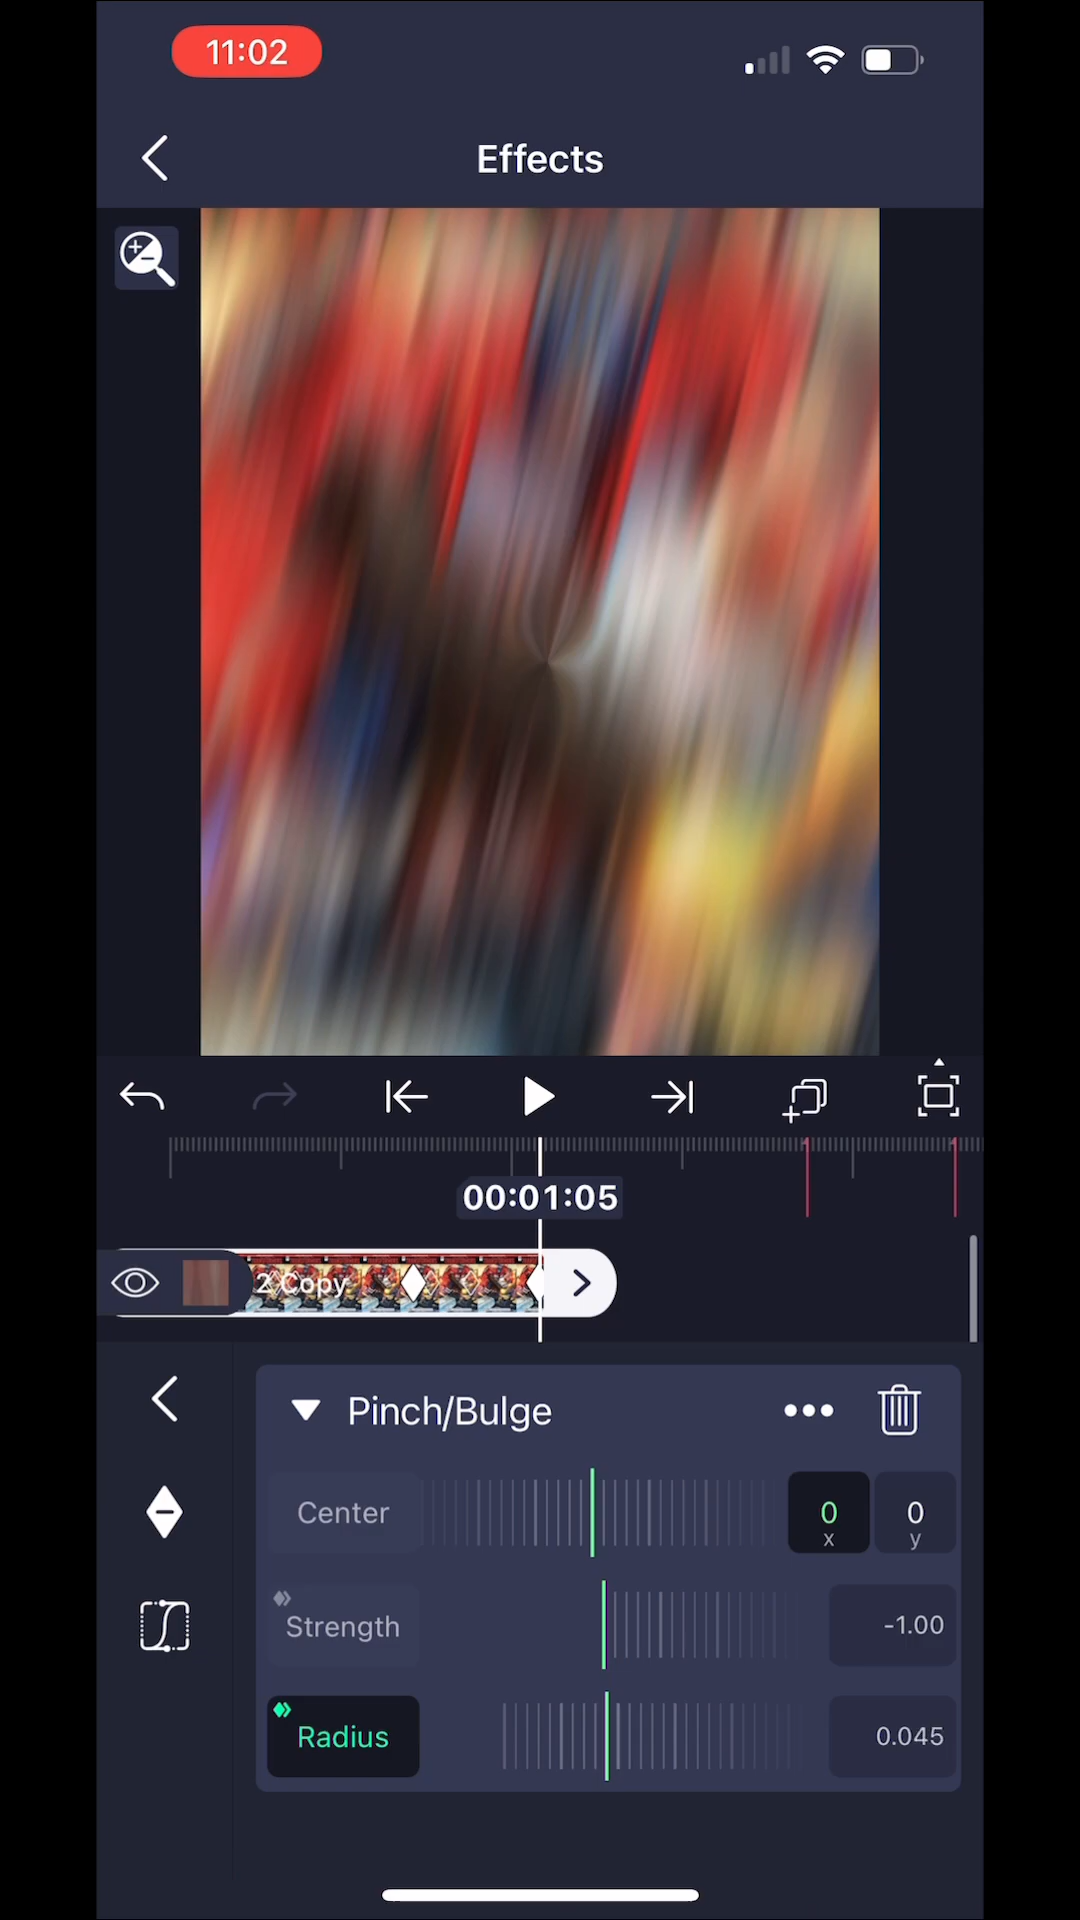 11:02
Effects
00:01:05
2 Copy
Pinch/Bulge
Center
0
x
0
y
Strength
-1.00
Radius
0.045